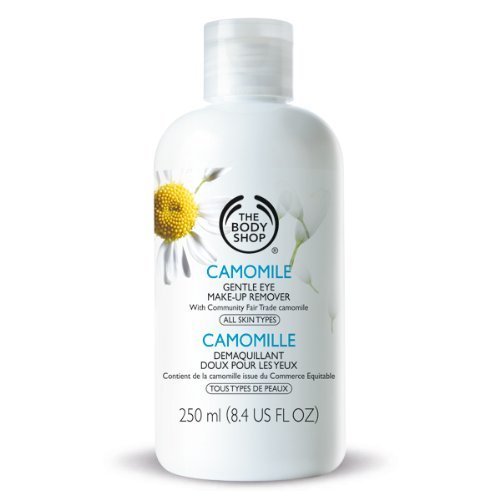 THE
BODY
SHOP
®
CAMOMILE
GENTLE EYE
MAKE-UP REMOVER
With Community Fair Trade camomile
ALL SKIN TYPES
CAMOMILLE
DEMAQUILLANT
DOUX POUR LES YEUX
Contient de la camomille issue du Commerce Equitable
TOUS TYPES DE PEAUX
250 ml (8.4 US FL OZ)